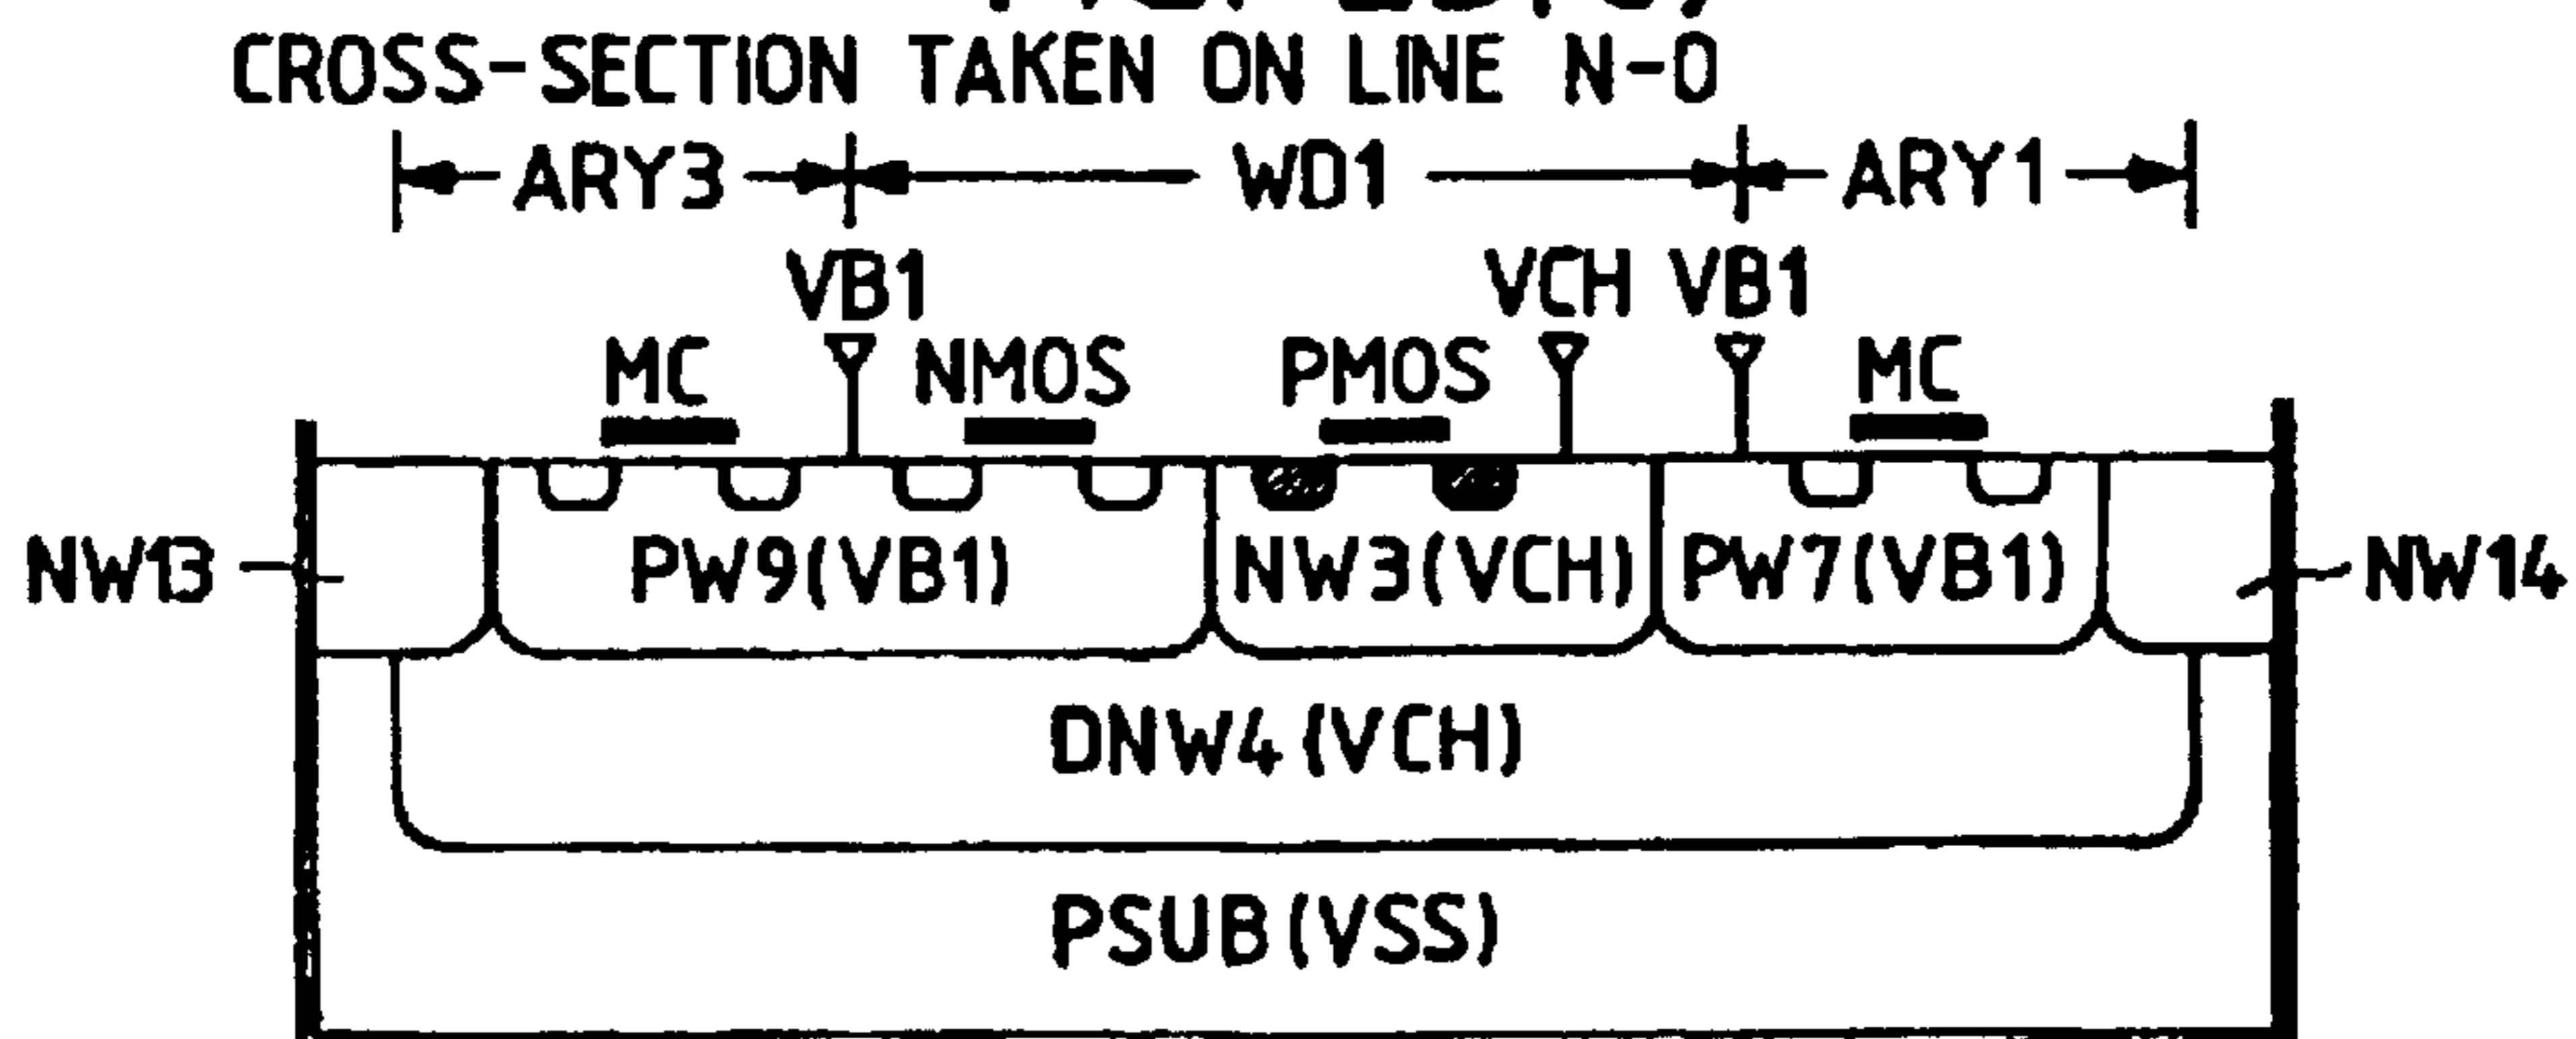 CROSS-SECTION TAKEN ON LINE N-O
ARY3 WD1 ARY1
VB1 VCH VB1
MC NMOS PMOS MC
NW13 PW9(VB1) NW3(VCH) PW7(VB1) NW14
DNW4(VCH)
PSUB(VSS)